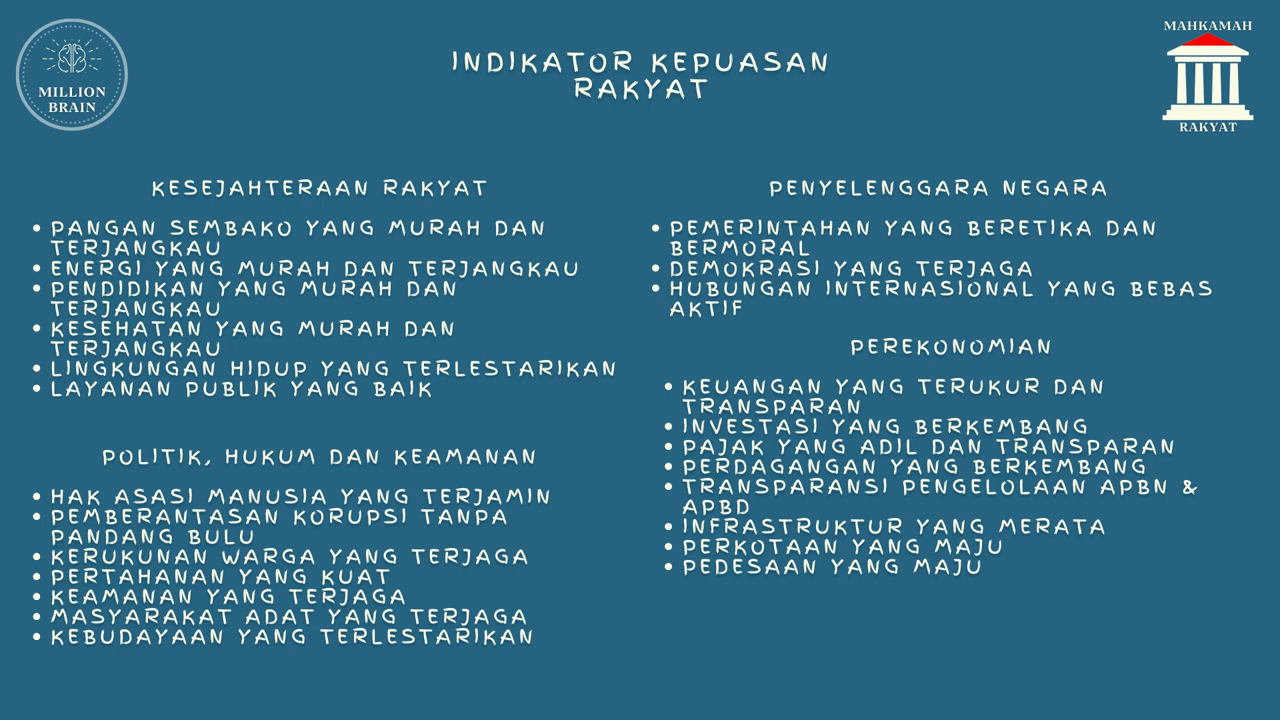 MILLION
BRAIN
INDIKATOR KEPUASAN
RAKYAT
MAHKAMAH
RAKYAT
KESEJAHTERAAN RAKYAT
• PANGAN SEMBAKO YANG MURAH DAN
TERJANGKAU
• ENERGI YANG MURAH DAN TERJANGKAU
• PENDIDIKAN YANG MURAH DAN
TERJANGKAU
• KESEHATAN YANG MURAH DAN
TERJANGKAU
• LINGKUNGAN HIDUP YANG TERLESTARIKAN
• LAYANAN PUBLIK YANG BAIK
POLITIK, HUKUM DAN KEAMANAN
• HAK ASASI MANUSIA YANG TERJAMIN
• PEMBERANTASAN KORUPSI TANPA
PANDANG BULU
• KERUKUNAN WARGA YANG TERJAGA
• PERTAHANAN YANG KUAT
• KEAMANAN YANG TERJAGA
• MASYARAKAT ADAT YANG TERJAGA
• KEBUDAYAAN YANG TERLESTARIKAN
PENYELENGGARA NEGARA
• PEMERINTAHAN YANG BERETIKA DAN
BERMORAL
• DEMOKRASI YANG TERJAGA
• HUBUNGAN INTERNASIONAL YANG BEBAS
AKTIF
PEREKONOMIAN
• KEUANGAN YANG TERUKUR DAN
TRANSPARAN
• INVESTASI YANG BERKEMBANG
• PAJAK YANG ADIL DAN TRANSPARAN
• PERDAGANGAN YANG BERKEMBANG
• TRANSPARANSI PENGELOLAAN APBN &
APBD
• INFRASTRUKTUR YANG MERATA
• PERKOTAAN YANG MAJU
• PEDESAAN YANG MAJU